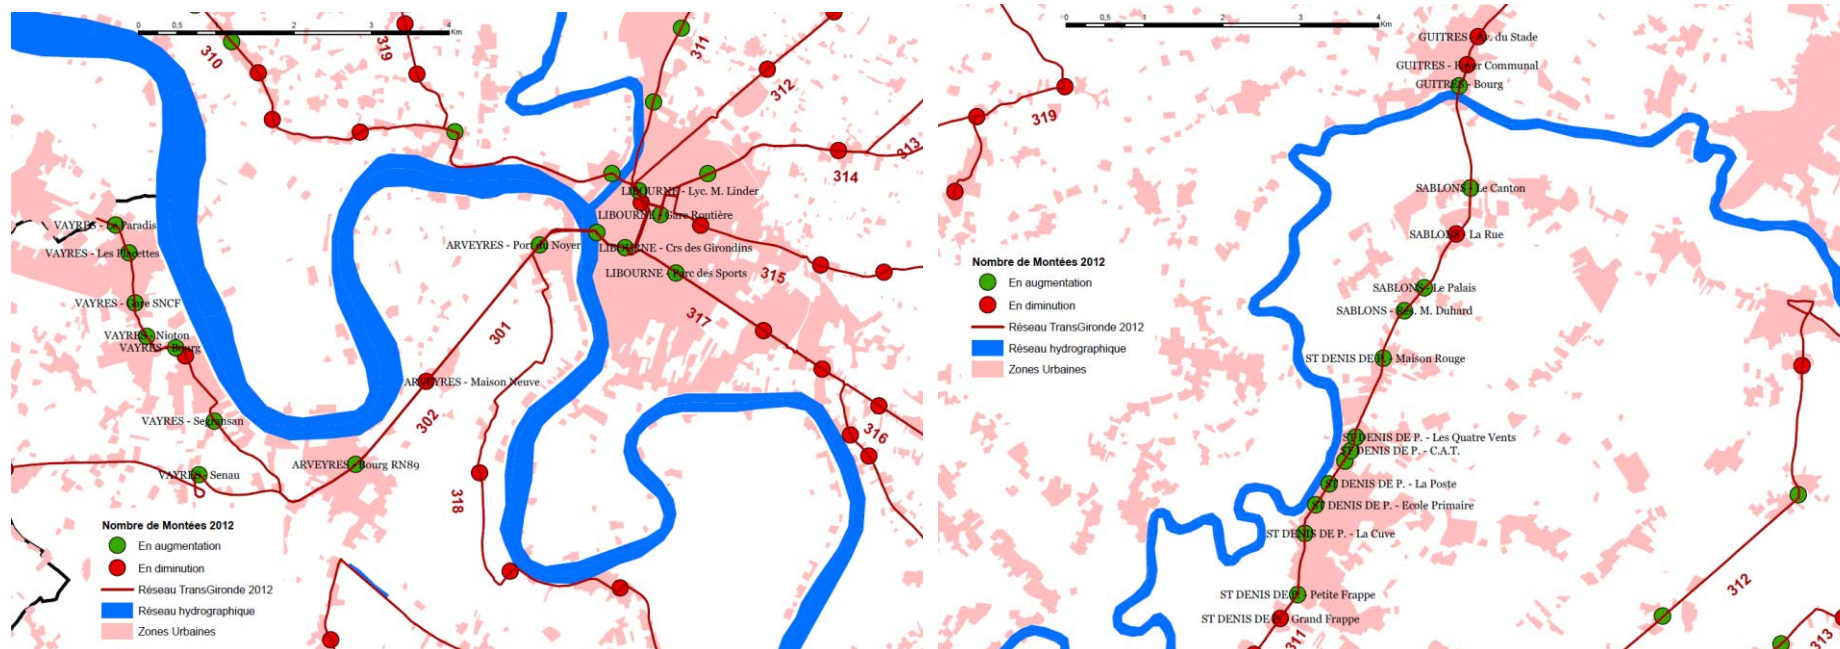 0 0,5 1 2 3 4
Km
310
319
311
312
313
314
LIBOURNE - Lyc. M. Linder
LIBOURNE - Gare Routière
VAYRES - Le Paradis
ARVEYRES - Port du Noyer
LIBOURNE - Crs des Girondins
VAYRES - Les Placettes
LIBOURNE - Parc des Sports
315
VAYRES - Gare SNCF
317
301
VAYRES - Nioton
VAYRES - Bourg
ARVEYRES - Maison Neuve
302
VAYRES - Segransan
316
ARVEYRES - Bourg RN89
VAYRES - Senau
318
Nombre de Montées 2012
En augmentation
En diminution
Réseau TransGironde 2012
Réseau hydrographique
Zones Urbaines
0 0,5 1 2 3 4
Km
GUITRES - Av. du Stade
GUITRES - Foyer Communal
GUITRES - Bourg
319
SABLONS - Le Canton
SABLONS - La Rue
Nombre de Montées 2012
En augmentation
En diminution
Réseau TransGironde 2012
Réseau hydrographique
Zones Urbaines
SABLONS - Le Palais
SABLONS - Rés. M. Duhard
ST DENIS DE P. - Maison Rouge
ST DENIS DE P. - Les Quatre Vents
ST DENIS DE P. - C.A.T.
ST DENIS DE P. - La Poste
ST DENIS DE P. - Ecole Primaire
ST DENIS DE P. - La Cuve
312
ST DENIS DE P. - Petite Frappe
ST DENIS DE P. - Grand Frappe
311
313